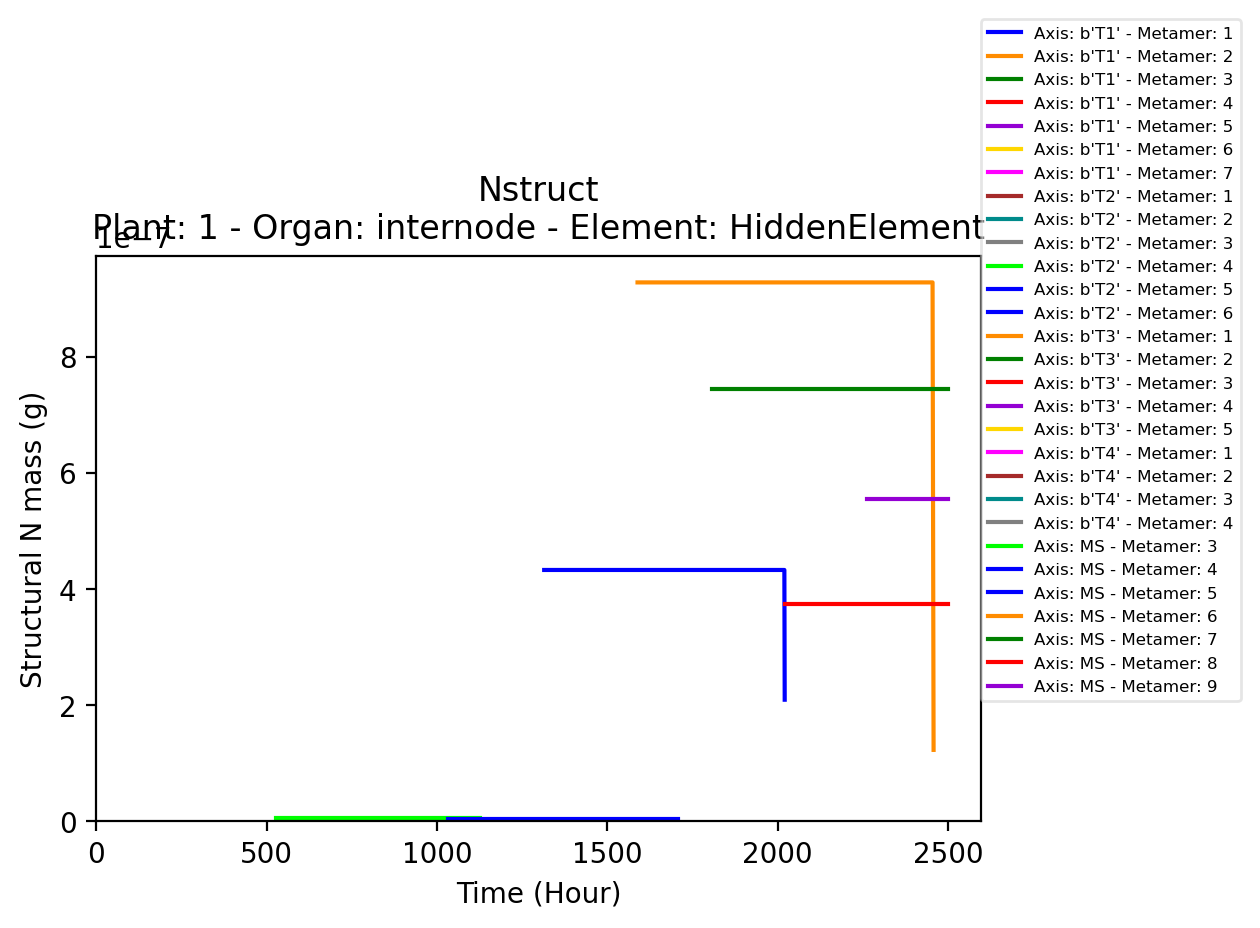 Nstruct
Plant: 1 - Organ: internode - Element: HiddenElement
1e−7
8
6
4
2
0
Structural N mass (g)
0 500 1000 1500 2000 2500
Time (Hour)
Axis: b'T1' - Metamer: 1
Axis: b'T1' - Metamer: 2
Axis: b'T1' - Metamer: 3
Axis: b'T1' - Metamer: 4
Axis: b'T1' - Metamer: 5
Axis: b'T1' - Metamer: 6
Axis: b'T1' - Metamer: 7
Axis: b'T2' - Metamer: 1
Axis: b'T2' - Metamer: 2
Axis: b'T2' - Metamer: 3
Axis: b'T2' - Metamer: 4
Axis: b'T2' - Metamer: 5
Axis: b'T2' - Metamer: 6
Axis: b'T3' - Metamer: 1
Axis: b'T3' - Metamer: 2
Axis: b'T3' - Metamer: 3
Axis: b'T3' - Metamer: 4
Axis: b'T3' - Metamer: 5
Axis: b'T4' - Metamer: 1
Axis: b'T4' - Metamer: 2
Axis: b'T4' - Metamer: 3
Axis: b'T4' - Metamer: 4
Axis: MS - Metamer: 3
Axis: MS - Metamer: 4
Axis: MS - Metamer: 5
Axis: MS - Metamer: 6
Axis: MS - Metamer: 7
Axis: MS - Metamer: 8
Axis: MS - Metamer: 9